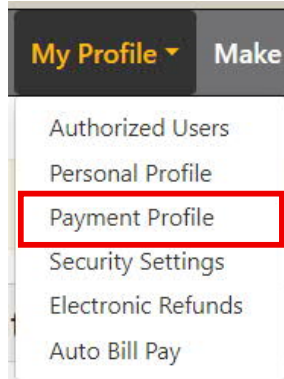 My Profile Make
Authorized Users
Personal Profile
Payment Profile
Security Settings
Electronic Refunds
Auto Bill Pay